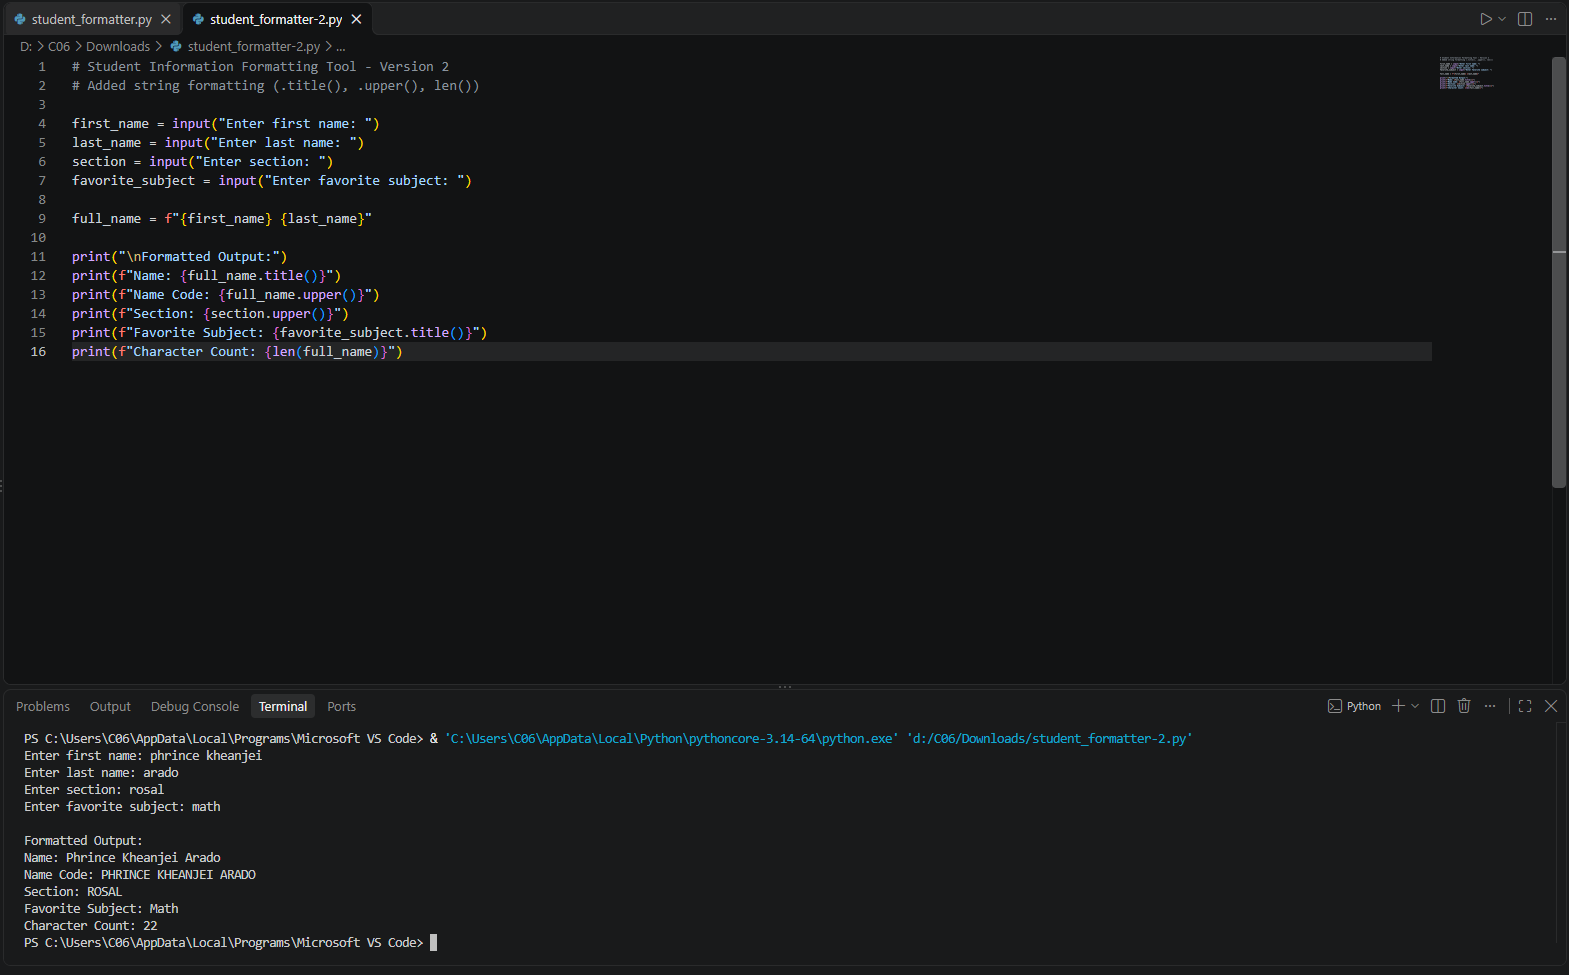 student_formatter.py
student_formatter-2.py
D: > C06 > Downloads > student_formatter-2.py > ...
1 # Student Information Formatting Tool - Version 2
2 # Added string formatting (.title(), .upper(), len())
3
4 first_name = input("Enter first name: ")
5 last_name = input("Enter last name: ")
6 section = input("Enter section: ")
7 favorite_subject = input("Enter favorite subject: ")
8
9 full_name = f"{first_name} {last_name}"
10
11 print("\nFormatted Output:")
12 print(f"Name: {full_name.title()}")
13 print(f"Name Code: {full_name.upper()}")
14 print(f"Section: {section.upper()}")
15 print(f"Favorite Subject: {favorite_subject.title()}")
16 print(f"Character Count: {len(full_name)}")
Problems Output Debug Console Terminal Ports
Python
PS C:\Users\C06\AppData\Local\Programs\Microsoft VS Code> & 'C:\Users\C06\AppData\Local\Python\pythoncore-3.14-64\python.exe' 'd:/C06/Downloads/student_formatter-2.py'
Enter first name: phrince kheanjei
Enter last name: arado
Enter section: rosal
Enter favorite subject: math

Formatted Output:
Name: Phrince Kheanjei Arado
Name Code: PHRINCE KHEANJEI ARADO
Section: ROSAL
Favorite Subject: Math
Character Count: 22
PS C:\Users\C06\AppData\Local\Programs\Microsoft VS Code>